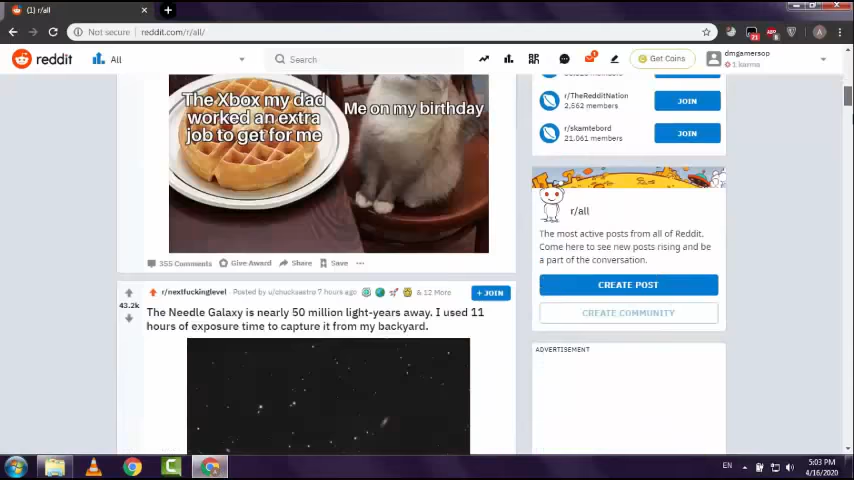 (1) r/all
Not secure | reddit.com/r/all/
21
A
reddit
All
Search
Get Coins
dmgamersop
1 karma
The Xbox my dad
worked an extra
job to get for me
Me on my birthday
355 Comments Give Award Share Save ...
r/TheRedditNation
2,562 members
JOIN
r/skamtebord
21,061 members
JOIN
r/all
The most active posts from all of Reddit.
Come here to see new posts rising and be
a part of the conversation.
CREATE POST
CREATE COMMUNITY
ADVERTISEMENT
43.2k
r/nextfuckinglevel Posted by u/chucksastro 7 hours ago & 12 More
+ JOIN
The Needle Galaxy is nearly 50 million light-years away. I used 11
hours of exposure time to capture it from my backyard.
EN
5:03 PM
4/16/2020